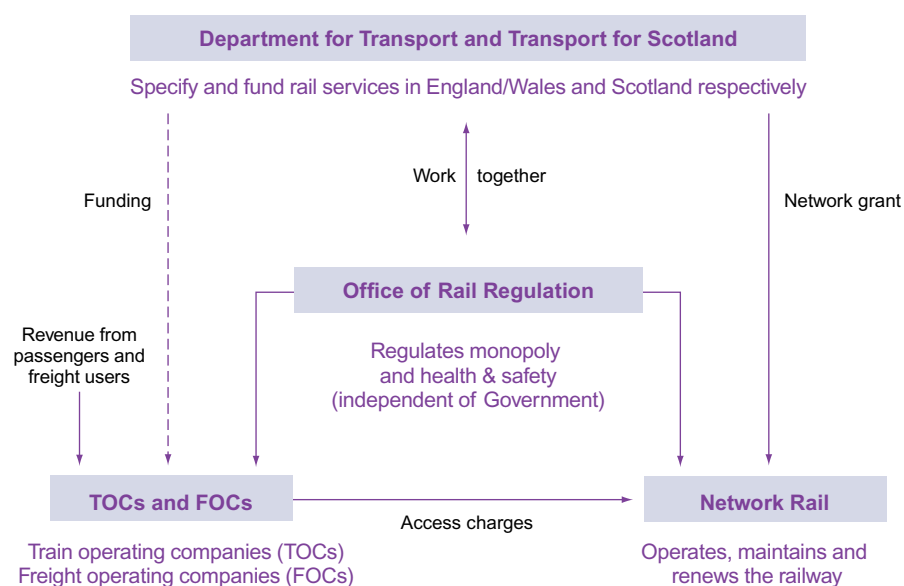 Department for Transport and Transport for Scotland
Specify and fund rail services in England/Wales and Scotland respectively
Funding
Work together
Network grant
Office of Rail Regulation
Revenue from
passengers and
freight users
Regulates monopoly
and health & safety
(independent of Government)
TOCs and FOCs
Access charges
Network Rail
Train operating companies (TOCs)
Freight operating companies (FOCs)
Operates, maintains and
renews the railway